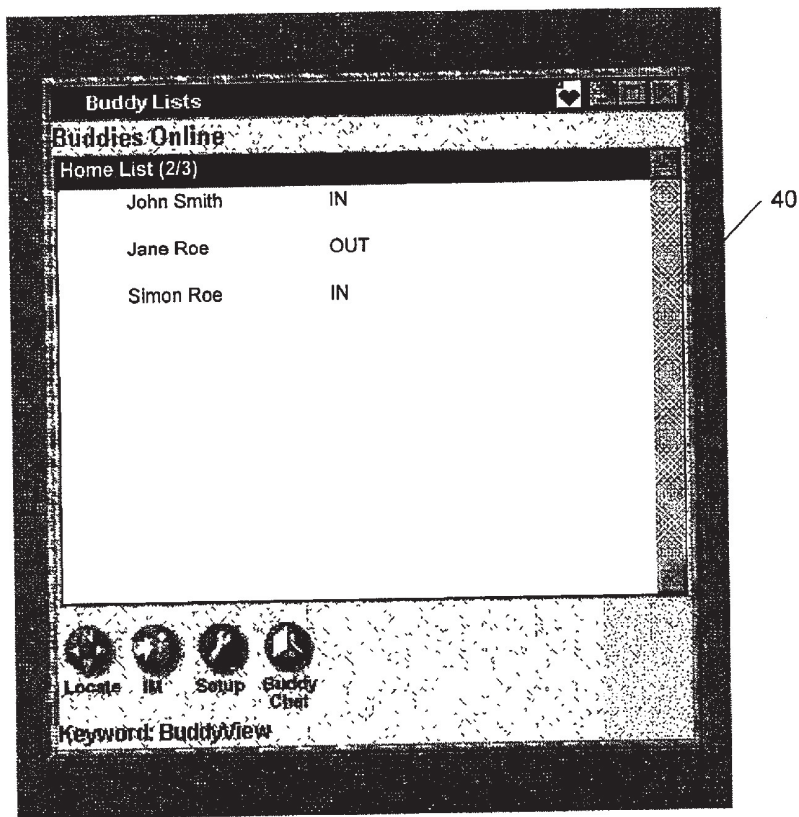 Buddy Lists
Buddies Online
Home List (2/3)
John Smith IN
Jane Roe OUT
Simon Roe IN
40
Locate IM Setup Buddy Chat
Keyword: BuddyView